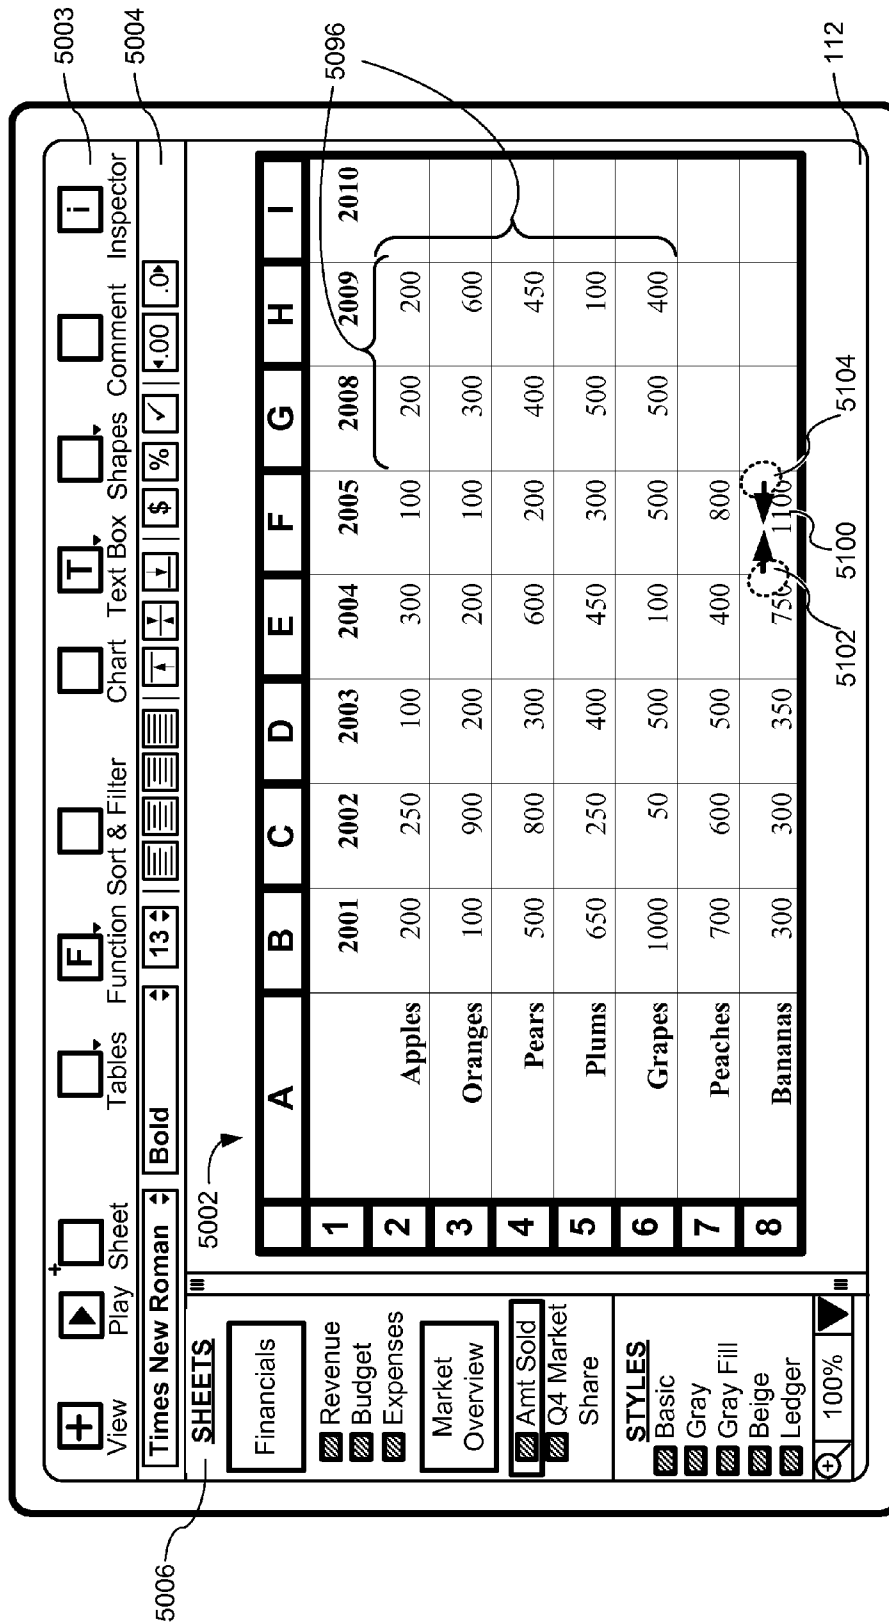 5003
5004
5096
112
View Play Sheet Tables Function Sort & Filter Chart Text Box Shapes Comment Inspector
F T i
Times New Roman Bold 13 $ % ✓ .00 .0
5006
SHEETS
Financials
Revenue
Budget
Expenses
Market
Overview
Amt Sold
Q4 Market
Share
STYLES
Basic
Gray
Gray Fill
Beige
Ledger
100%
5002
A B C D E F G H I
1 2001 2002 2003 2004 2005 2008 2009 2010
2 Apples 200 250 100 300 100 200 200
3 Oranges 100 900 200 200 100 300 600
4 Pears 500 800 300 600 200 400 450
5 Plums 650 250 400 450 300 500 100
6 Grapes 1000 50 500 100 500 500 400
7 Peaches 700 600 500 400 800
8 Bananas 300 300 350 750 1100
5102
5100
5104